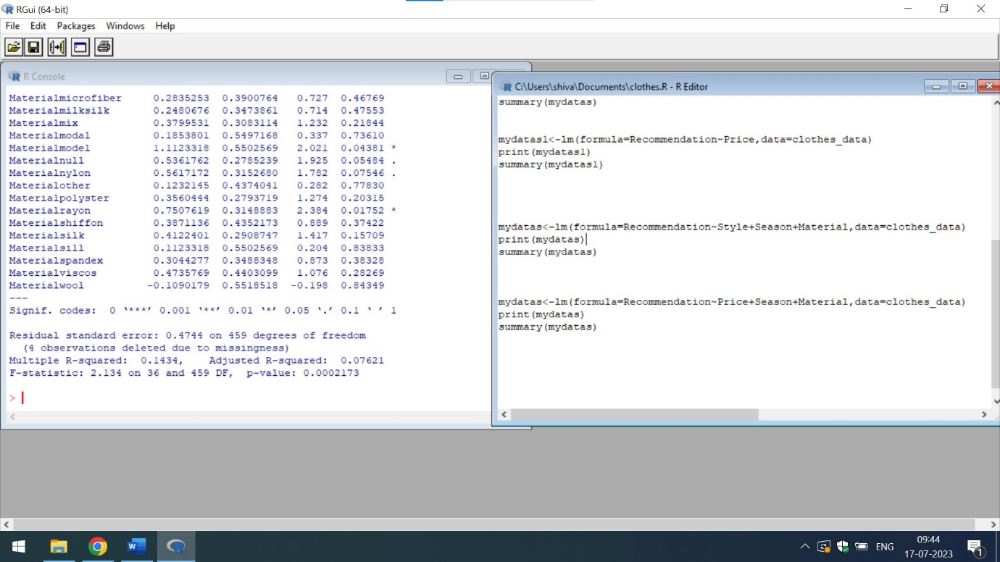 RGui (64-bit)
File Edit Packages Windows Help
R Console
Materialmicrofiber 0.2835253 0.3900764 0.727 0.46769
Materialmilksilk 0.2480676 0.3473861 0.714 0.47553
Materialmix 0.3799531 0.3083114 1.232 0.21844
Materialmodal 0.1853801 0.5497168 0.337 0.73610
Materialmodel 1.1123318 0.5502569 2.021 0.04381 *
Materialnull 0.5361762 0.2785239 1.925 0.05484 .
Materialnylon 0.5617172 0.3152680 1.782 0.07546 .
Materialother 0.1232145 0.4374041 0.282 0.77830
Materialpolyster 0.3560444 0.2793719 1.274 0.20315
Materialrayon 0.7507619 0.3148883 2.384 0.01752 *
Materialshiffon 0.3871136 0.4352173 0.889 0.37422
Materialsilk 0.4122401 0.2908747 1.417 0.15709
Materialsill 0.1123318 0.5502569 0.204 0.83833
Materialspandex 0.3044277 0.3488348 0.873 0.38328
Materialviscos 0.4735769 0.4403099 1.076 0.28269
Materialwool -0.1090179 0.5518518 -0.198 0.84349
---
Signif. codes: 0 ‘***’ 0.001 ‘**’ 0.01 ‘*’ 0.05 ‘.’ 0.1 ‘ ’ 1
Residual standard error: 0.4744 on 459 degrees of freedom
(4 observations deleted due to missingness)
Multiple R-squared: 0.1434, Adjusted R-squared: 0.07621
F-statistic: 2.134 on 36 and 459 DF, p-value: 0.0002173
>
C:\Users\shiva\Documents\clothes.R - R Editor
summary(mydatas)
mydatas1<-lm(formula=Recommendation~Price,data=clothes_data)
print(mydatas1)
summary(mydatas1)
mydatas<-lm(formula=Recommendation~Style+Season+Material,data=clothes_data)
print(mydatas)
summary(mydatas)
mydatas<-lm(formula=Recommendation~Price+Season+Material,data=clothes_data)
print(mydatas)
summary(mydatas)
ENG
09:44
17-07-2023
1